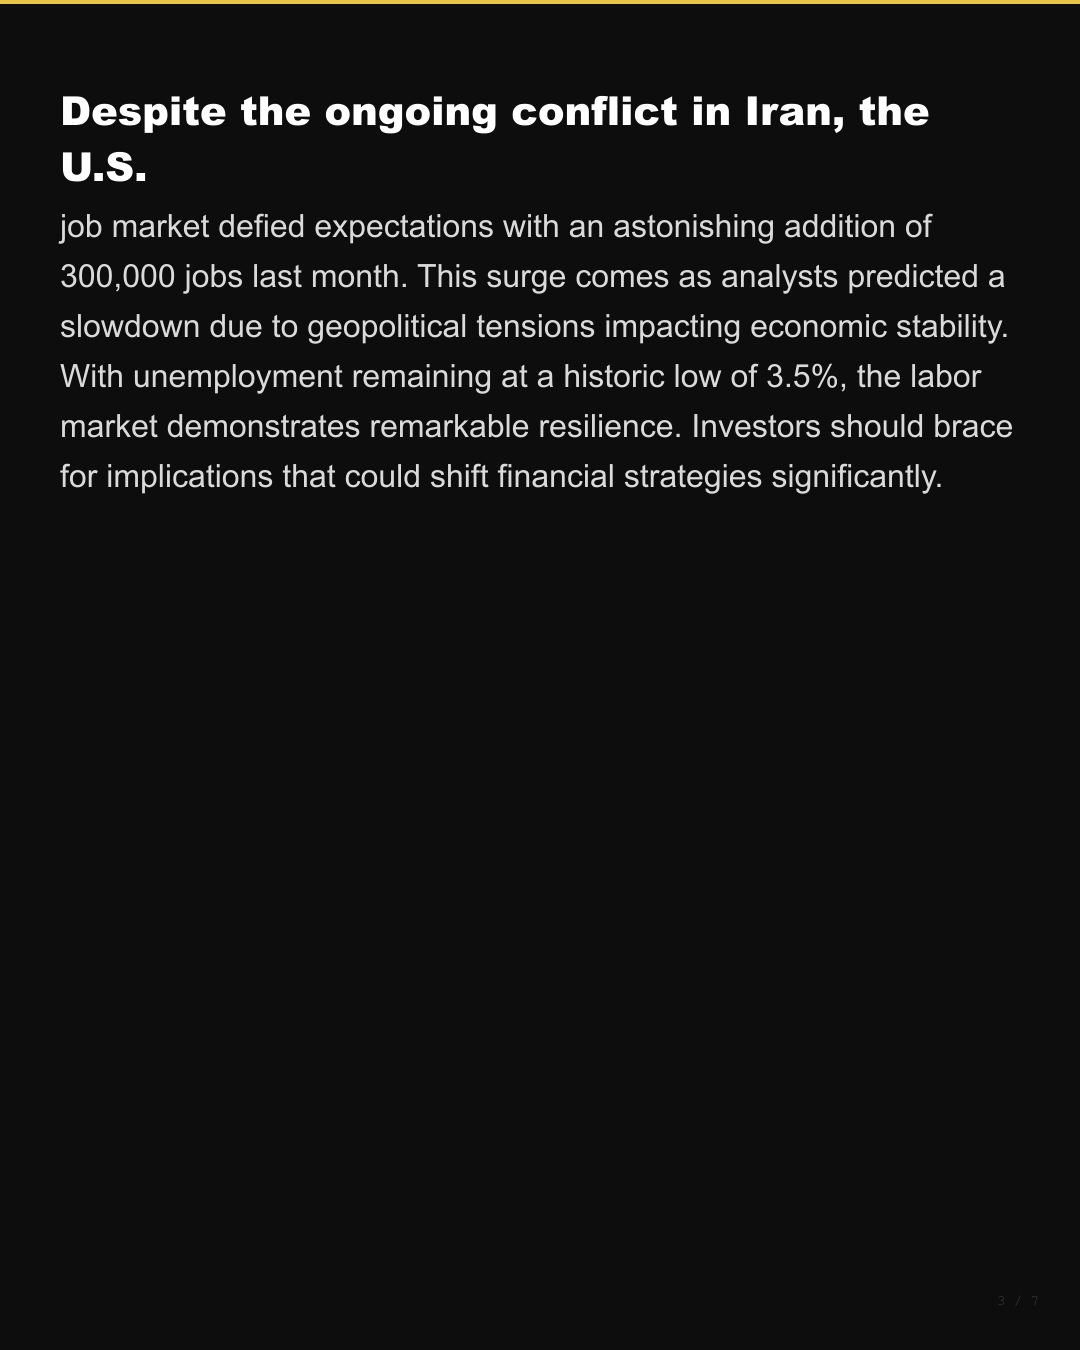 Despite the ongoing conflict in Iran, the
U.S.
job market defied expectations with an astonishing addition of
300,000 jobs last month. This surge comes as analysts predicted a
slowdown due to geopolitical tensions impacting economic stability.
With unemployment remaining at a historic low of 3.5%, the labor
market demonstrates remarkable resilience. Investors should brace
for implications that could shift financial strategies significantly.
3 / 7